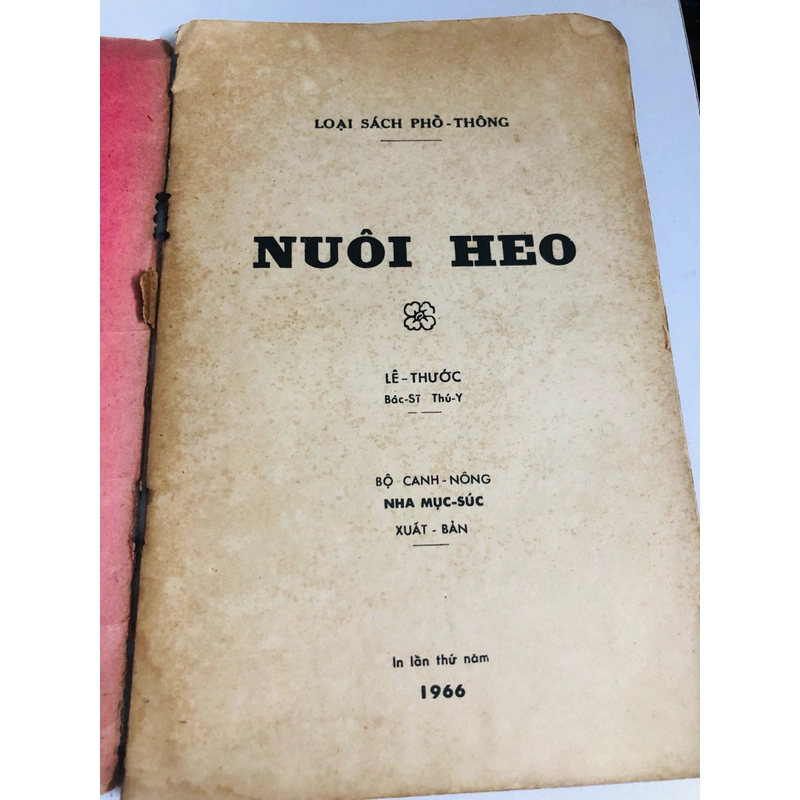 LOẠI SÁCH PHỔ-THÔNG
NUÔI HEO
LÊ-THƯỚC
Bác-Sĩ Thú-Y
BỘ CANH-NÔNG
NHA MỤC-SÚC
XUẤT-BẢN
In lần thứ năm
1966